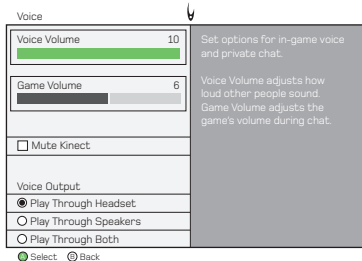 Voice
Voice Volume 10
Game Volume 6
Mute Kinect
Voice Output
Play Through Headset
Play Through Speakers
Play Through Both
Set options for in-game voice
and private chat.
Voice Volume adjusts how
loud other people sound.
Game Volume adjusts the
game's volume during chat.
Select B Back